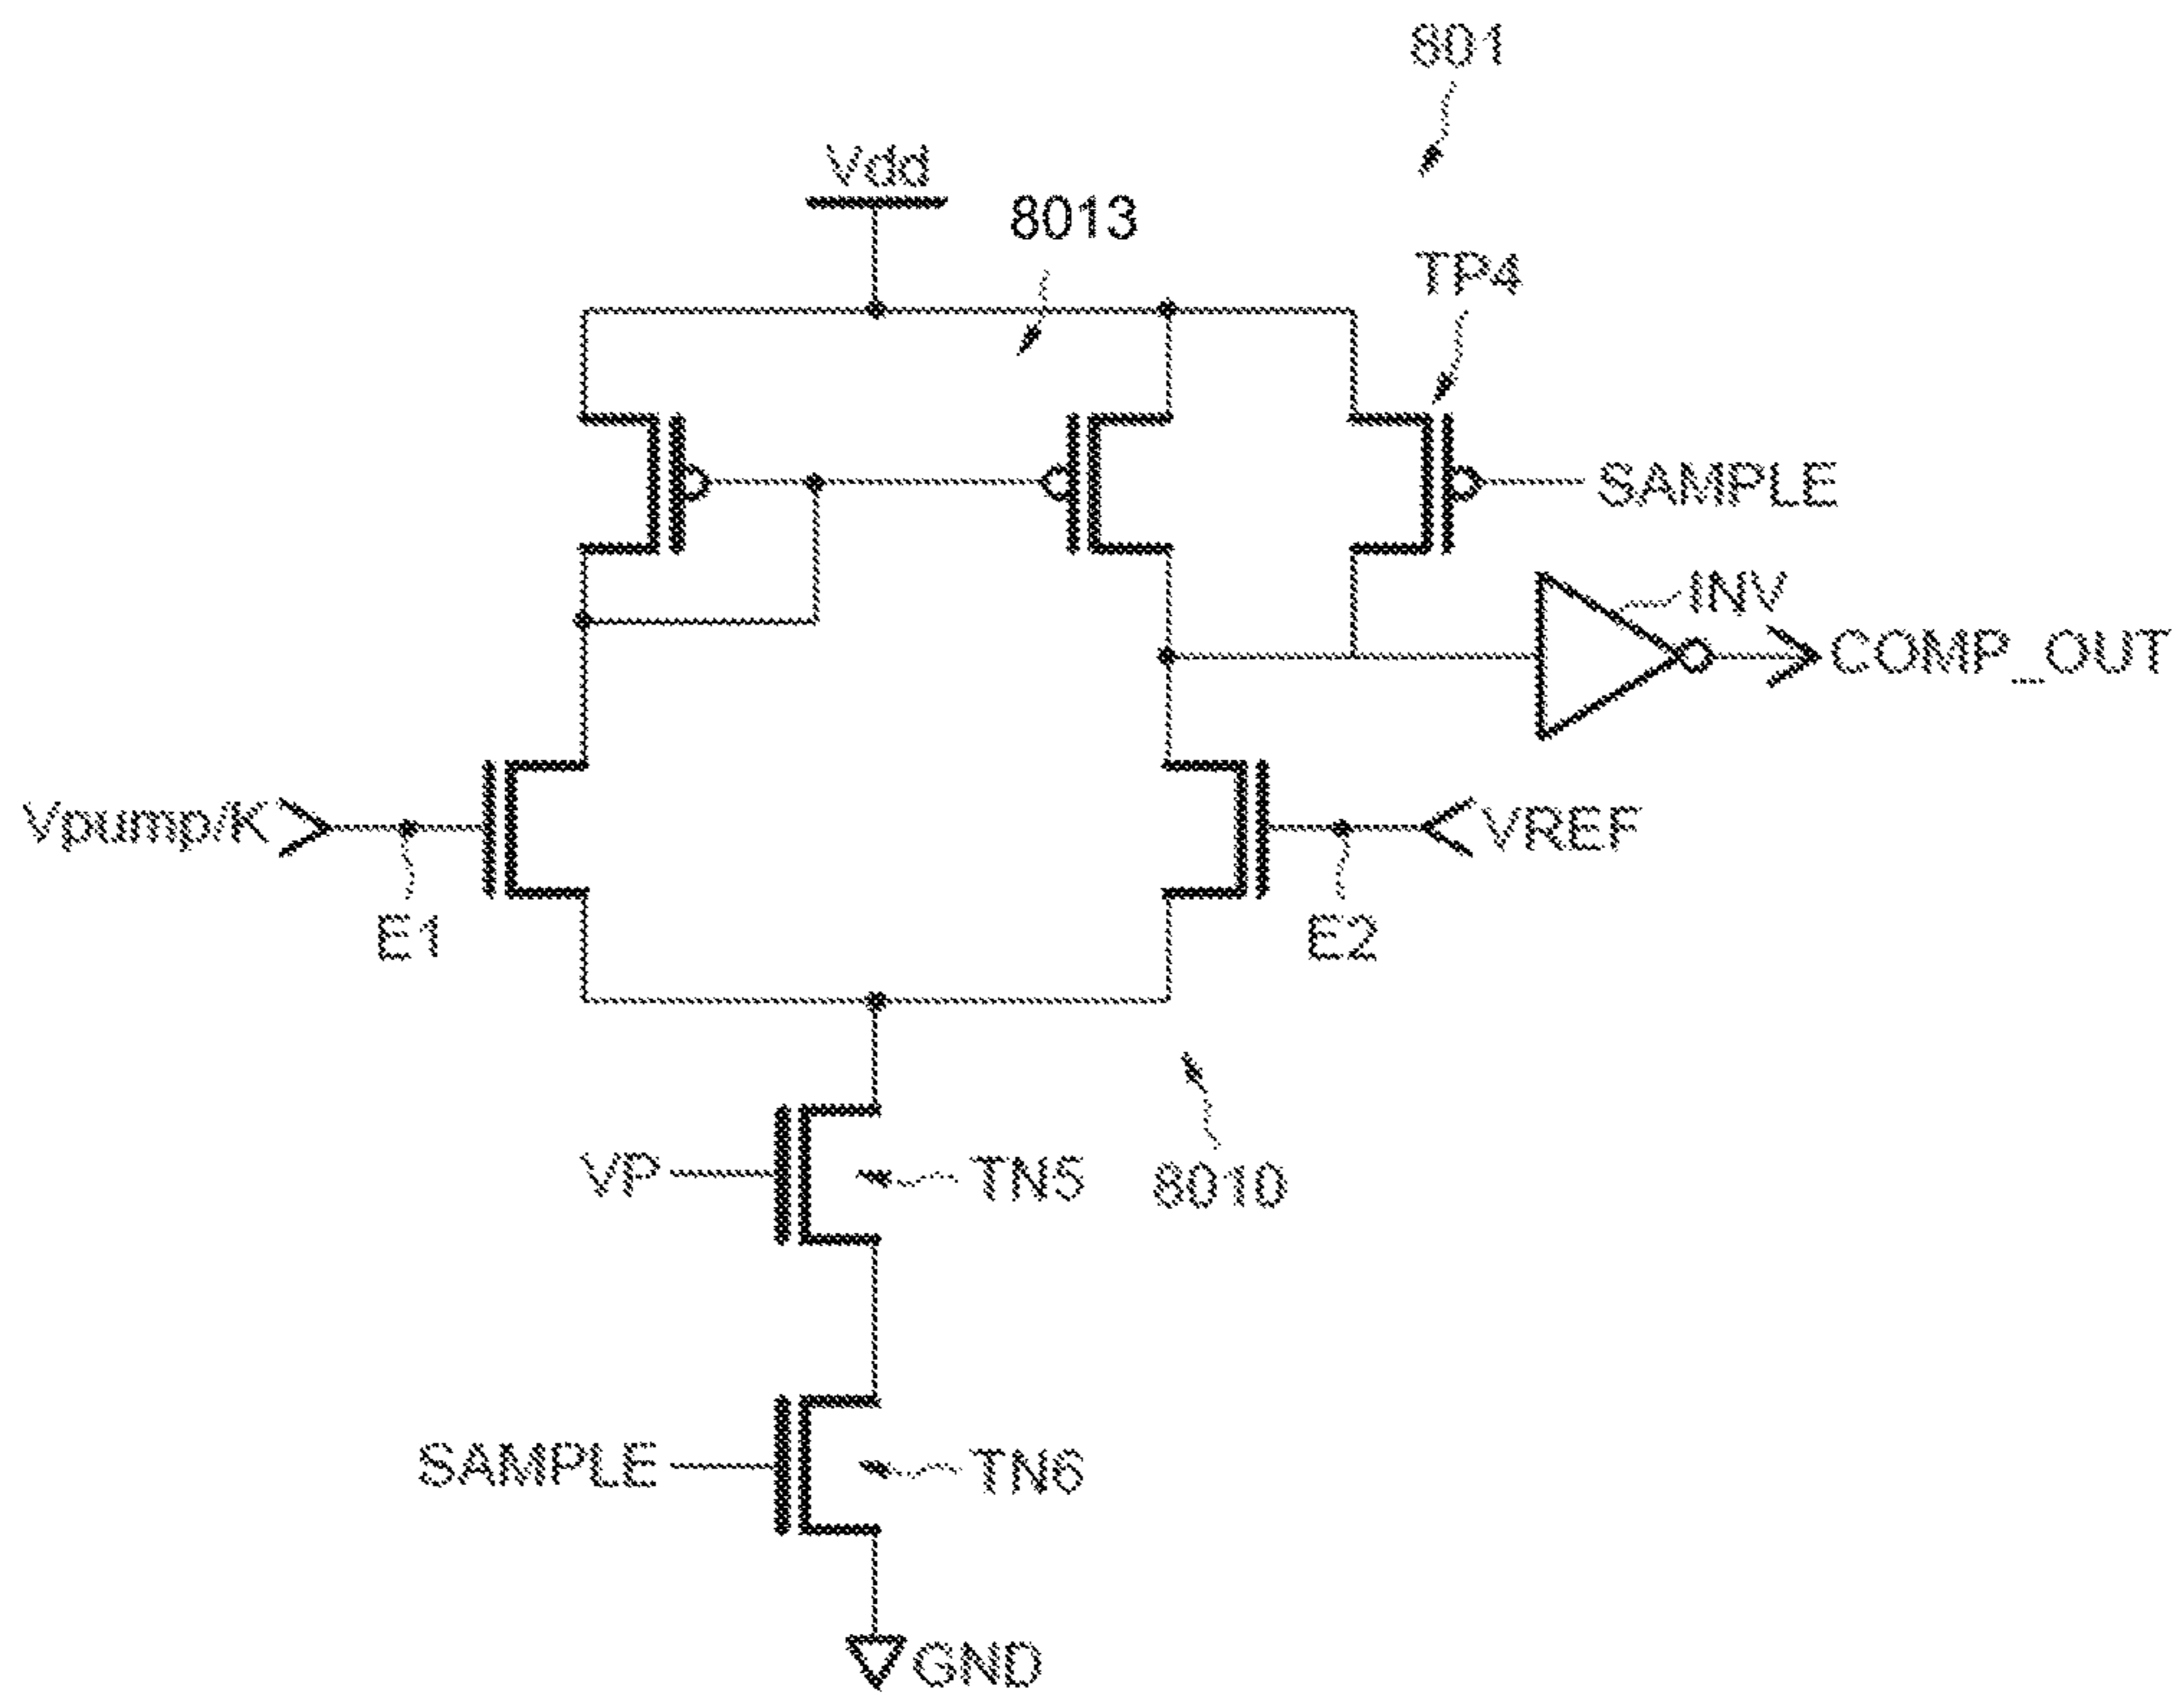 801
Vdd
8013
TP4
SAMPLE
INV
COMP_OUT
Vpump/K
VREF
E1
E2
VP
TN5
8010
SAMPLE
TN6
GND